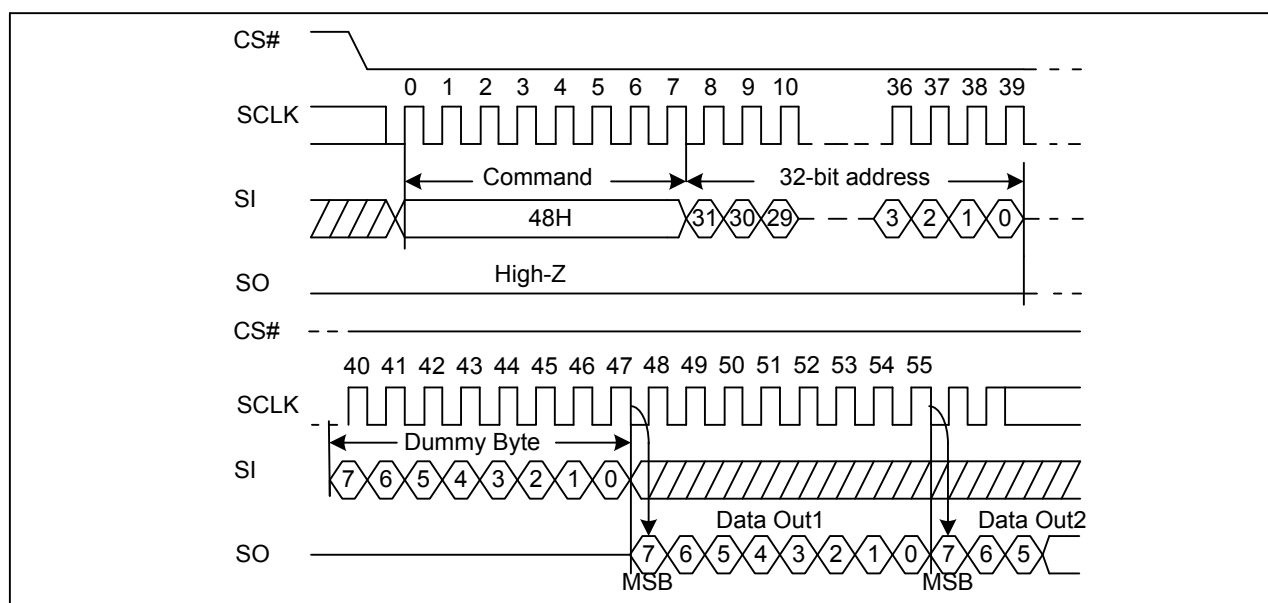 CS#
0 1 2 3 4 5 6 7 8 9 10 36 37 38 39
SCLK
Command 32-bit address
SI
48H 31 30 29 3 2 1 0
High-Z
SO
CS#
40 41 42 43 44 45 46 47 48 49 50 51 52 53 54 55
SCLK
Dummy Byte
SI
7 6 5 4 3 2 1 0
Data Out1 Data Out2
SO
7 6 5 4 3 2 1 0 7 6 5
MSB MSB